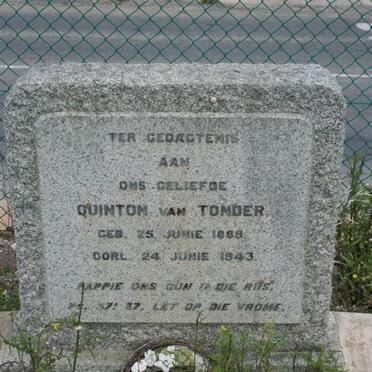 TER GEDAGTENIS
AAN
ONS GELIEFDE
QUINTON VAN TONDER.
GEB. 25 JUNIE 1889.
OORL. 24 JUNIE 1943.
PAPPIE ONS GUN U DIE RUS.
PS. 37: 37. LET OP DIE VROME.